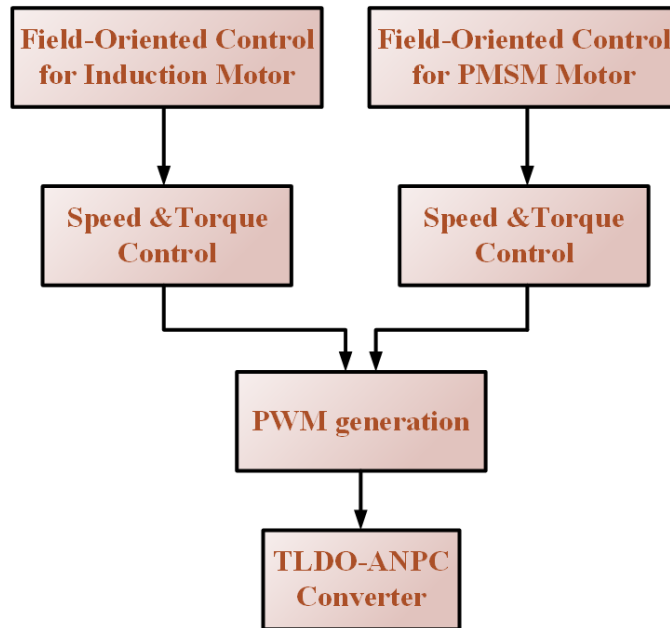 Field-Oriented Control
for Induction Motor
Field-Oriented Control
for PMSM Motor
Speed &Torque
Control
Speed &Torque
Control
PWM generation
TLDO-ANPC
Converter